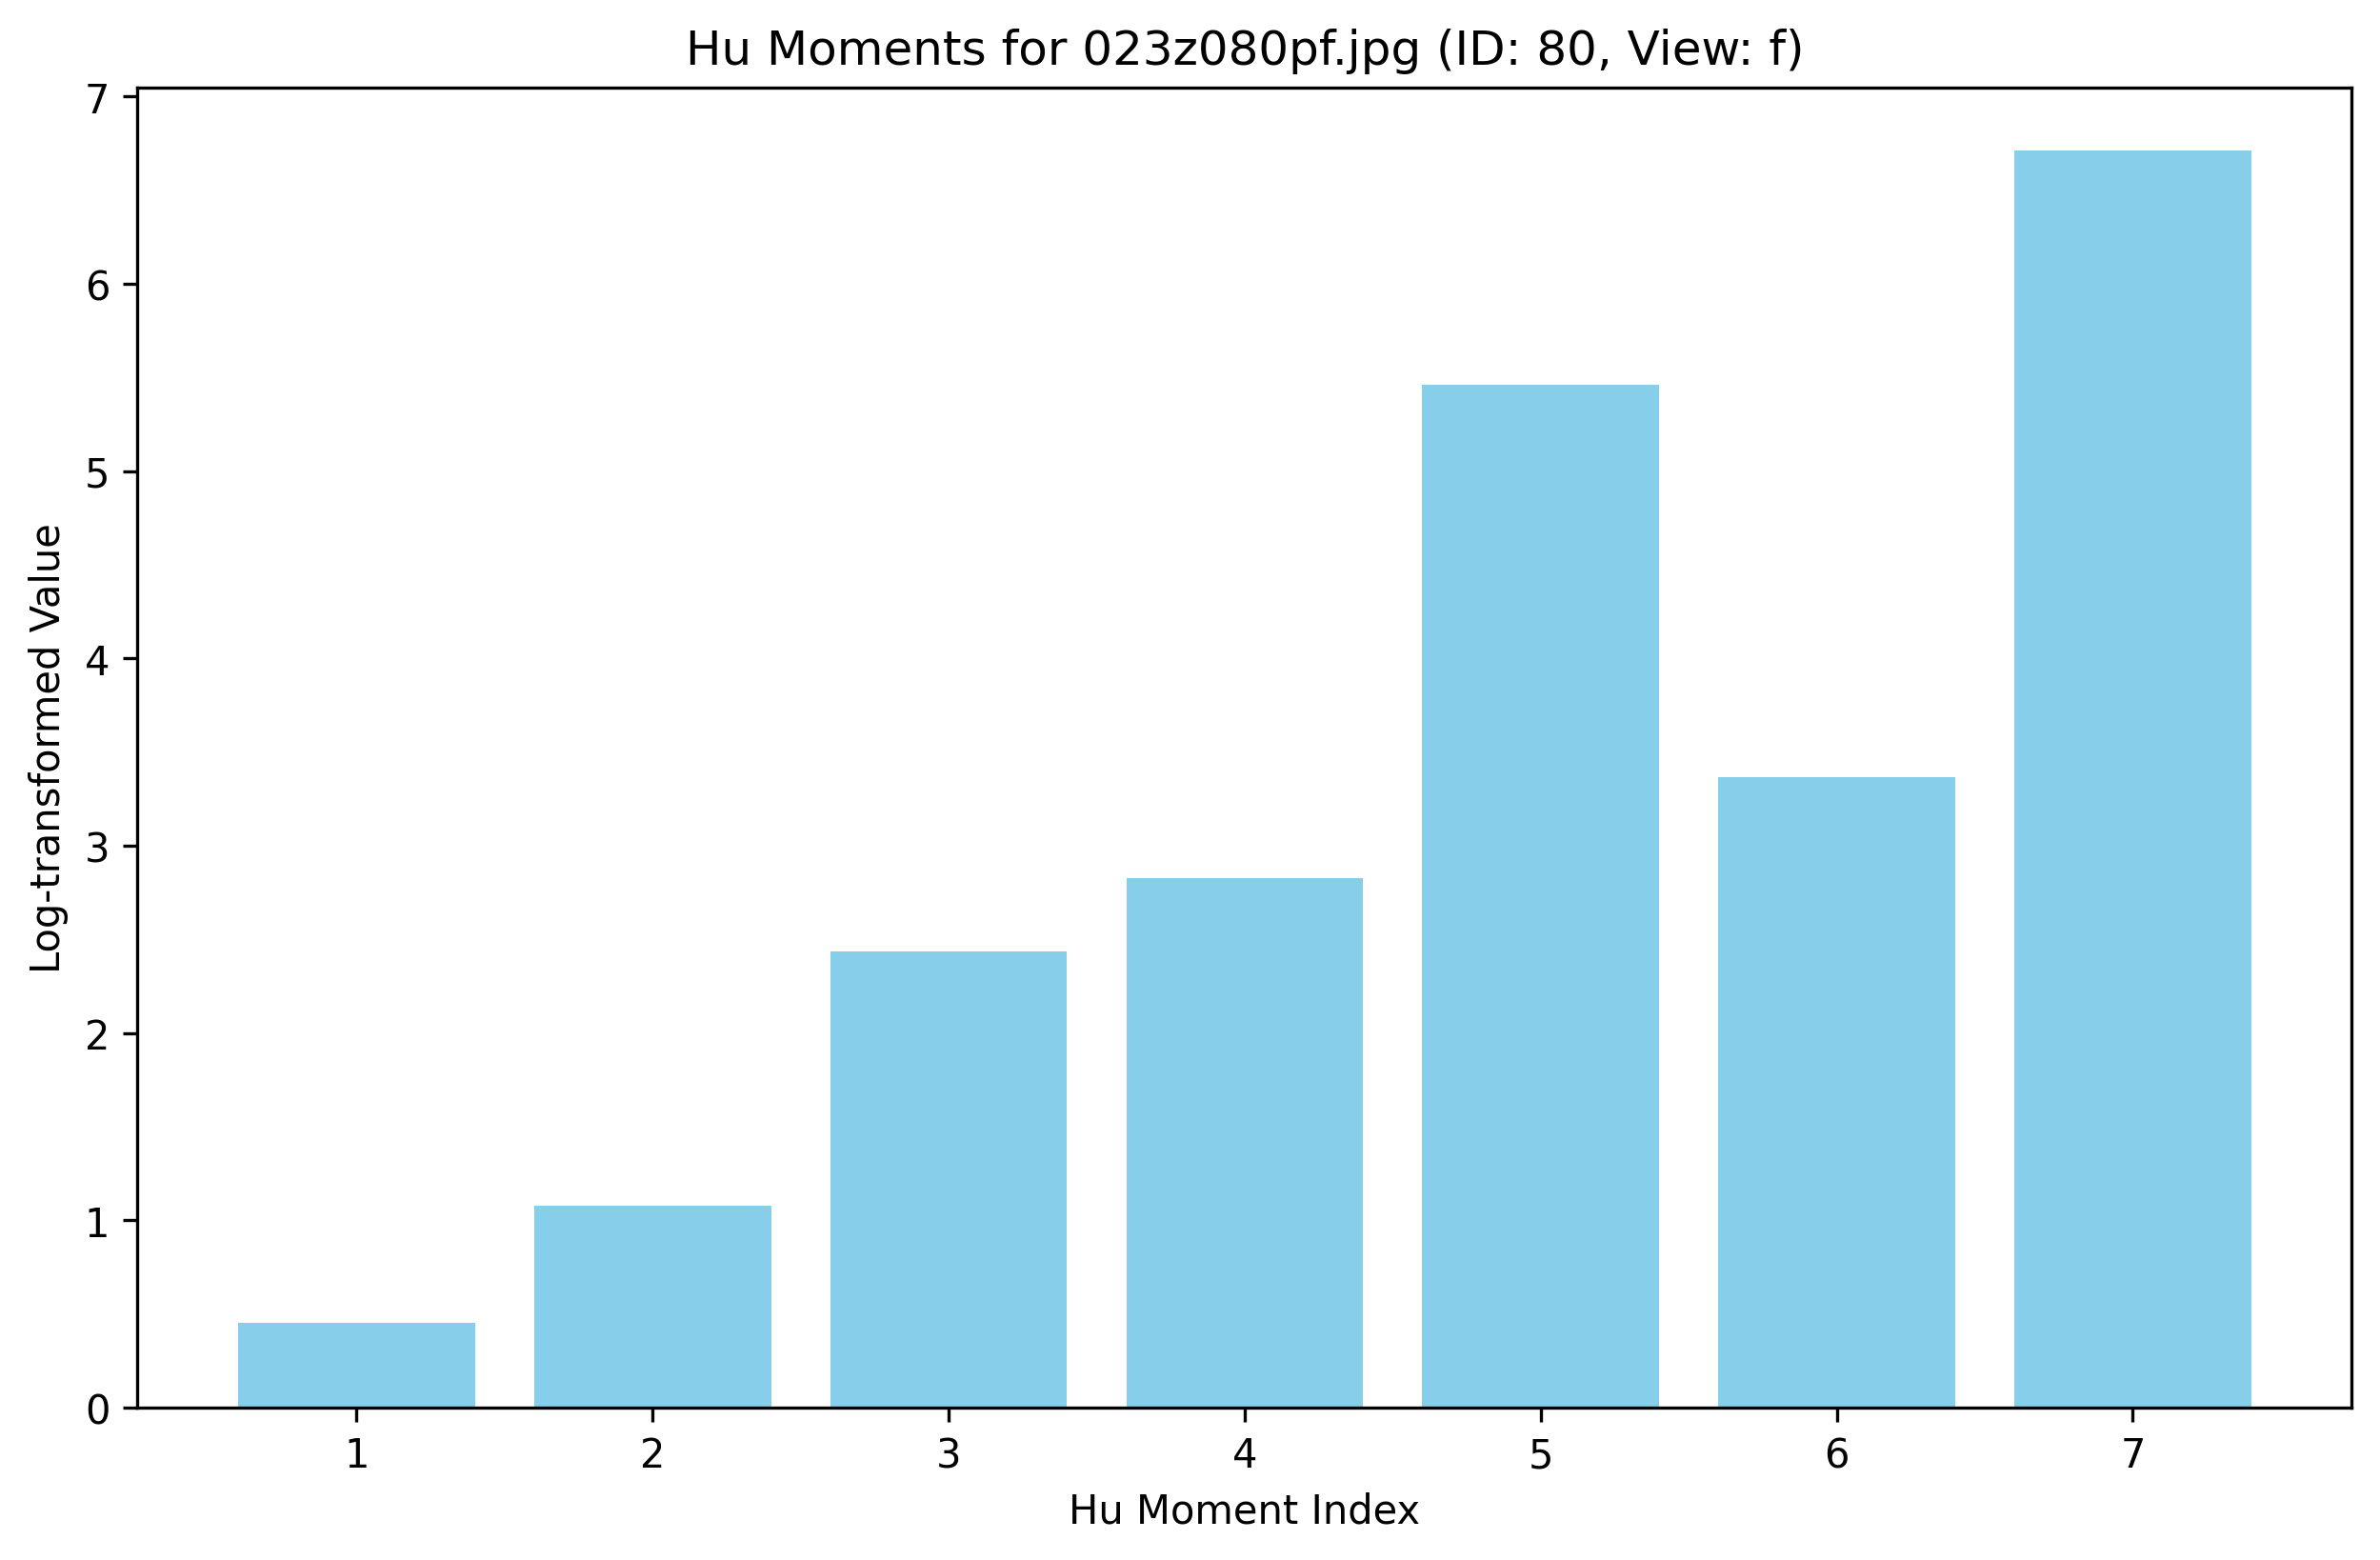 Hu Moments for 023z080pf.jpg (ID: 80, View: f)
7
6
5
4
3
2
1
0
Log-transformed Value
1 2 3 4 5 6 7
Hu Moment Index